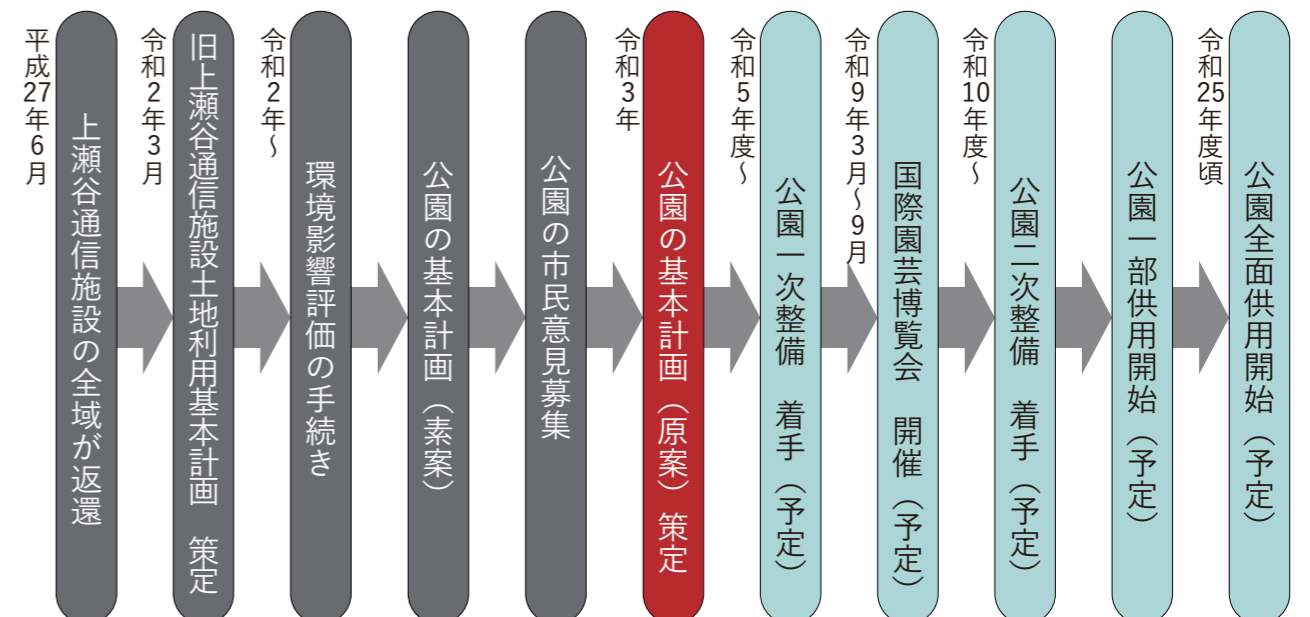 平成27年6月
上瀬谷通信施設の全域が返還
令和2年3月
旧上瀬谷通信施設土地利用基本計画　策定
令和2年～
環境影響評価の手続き
公園の基本計画（素案）
公園の市民意見募集
令和3年
公園の基本計画（原案）策定
令和5年度～
公園一次整備　着手（予定）
令和9年3月～9月
国際園芸博覧会　開催（予定）
令和10年度～
公園二次整備　着手（予定）
公園一部供用開始（予定）
令和25年度頃
公園全面供用開始（予定）